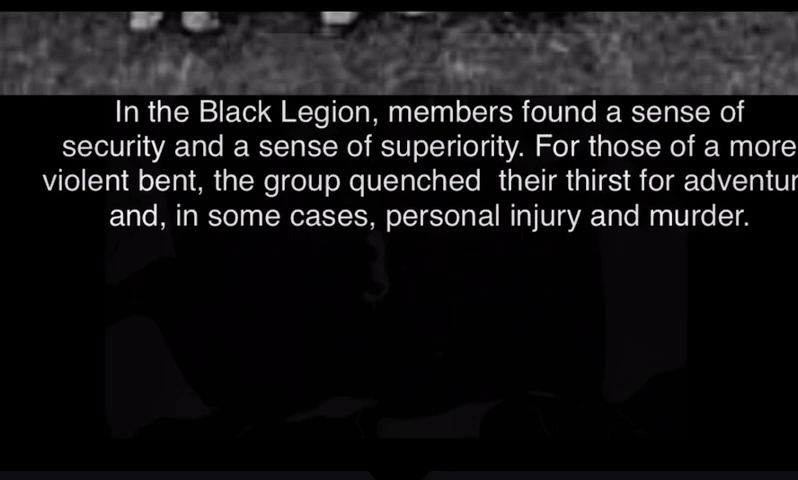 In the Black Legion, members found a sense of
security and a sense of superiority. For those of a more
violent bent, the group quenched  their thirst for adventur
and, in some cases, personal injury and murder.